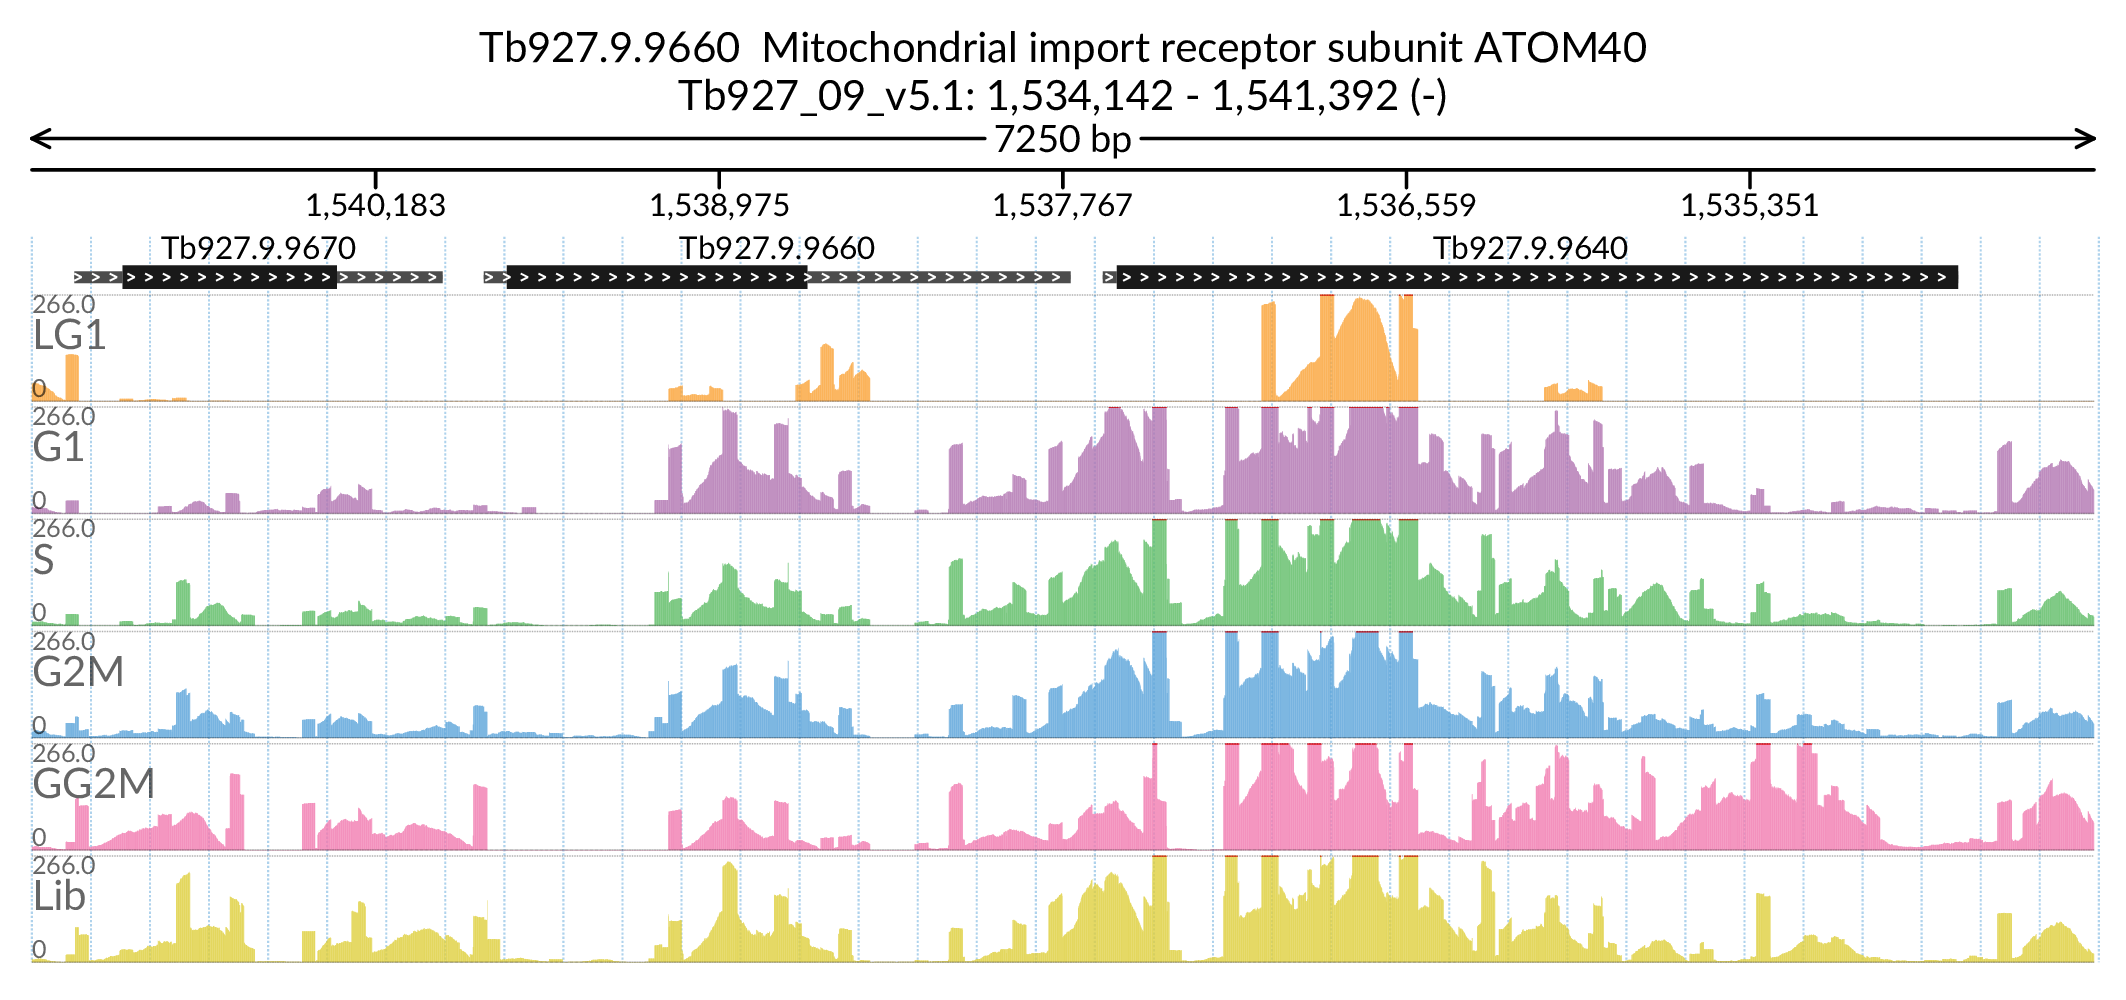 Tb927.9.9660  Mitochondrial import receptor subunit ATOM40
Tb927_09_v5.1: 1,534,142 - 1,541,392 (-)
7250 bp
1,540,183 1,538,975 1,537,767 1,536,559 1,535,351
Tb927.9.9670 Tb927.9.9660 Tb927.9.9640
266.0
LG1
0
266.0
G1
0
266.0
S
0
266.0
G2M
0
266.0
GG2M
0
266.0
Lib
0